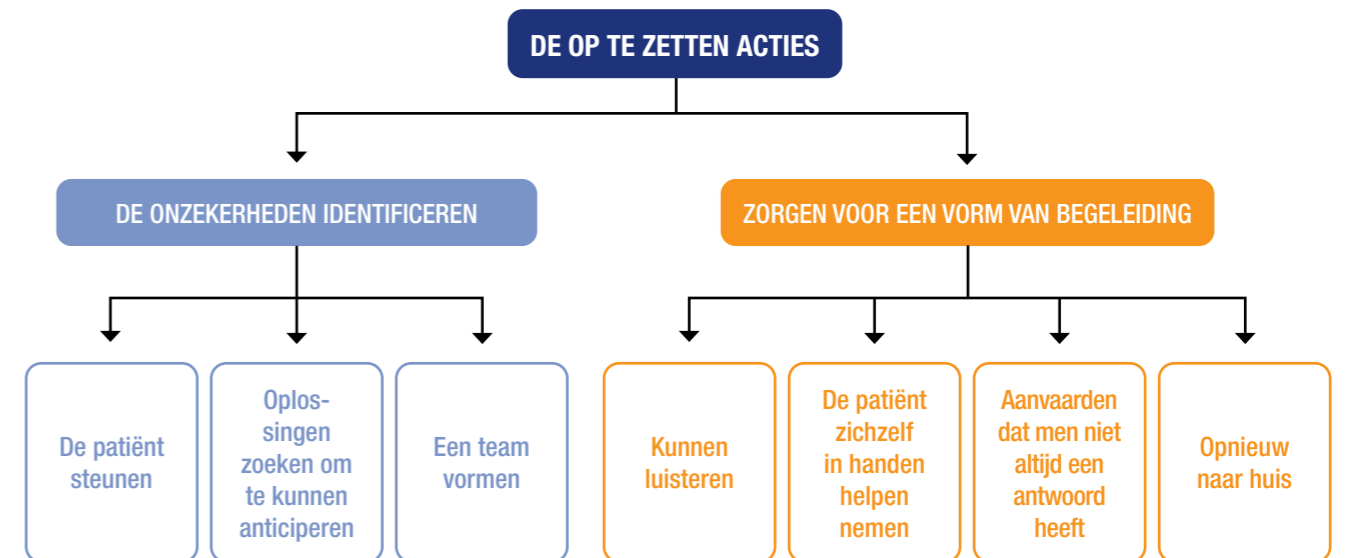 DE OP TE ZETTEN ACTIES
DE ONZEKERHEDEN IDENTIFICEREN
ZORGEN VOOR EEN VORM VAN BEGELEIDING
De patiënt
steunen
Oplos-
singen
zoeken om
te kunnen
anticiperen
Een team
vormen
Kunnen
luisteren
De patiënt
zichzelf
in handen
helpen
nemen
Aanvaarden
dat men niet
altijd een
antwoord
heeft
Opnieuw
naar huis